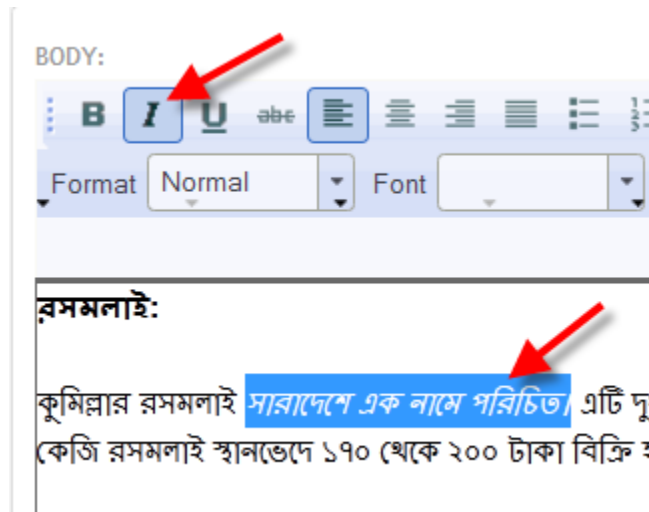 BODY:
B I U abc
Format Normal Font
রসমলাই:
কুমিল্লার রসমলাই সারাদেশে এক নামে পরিচিত। এটি
কেজি রসমলাই স্থানভেদে ১৭০ থেকে ২০০ টাকা বিক্রি